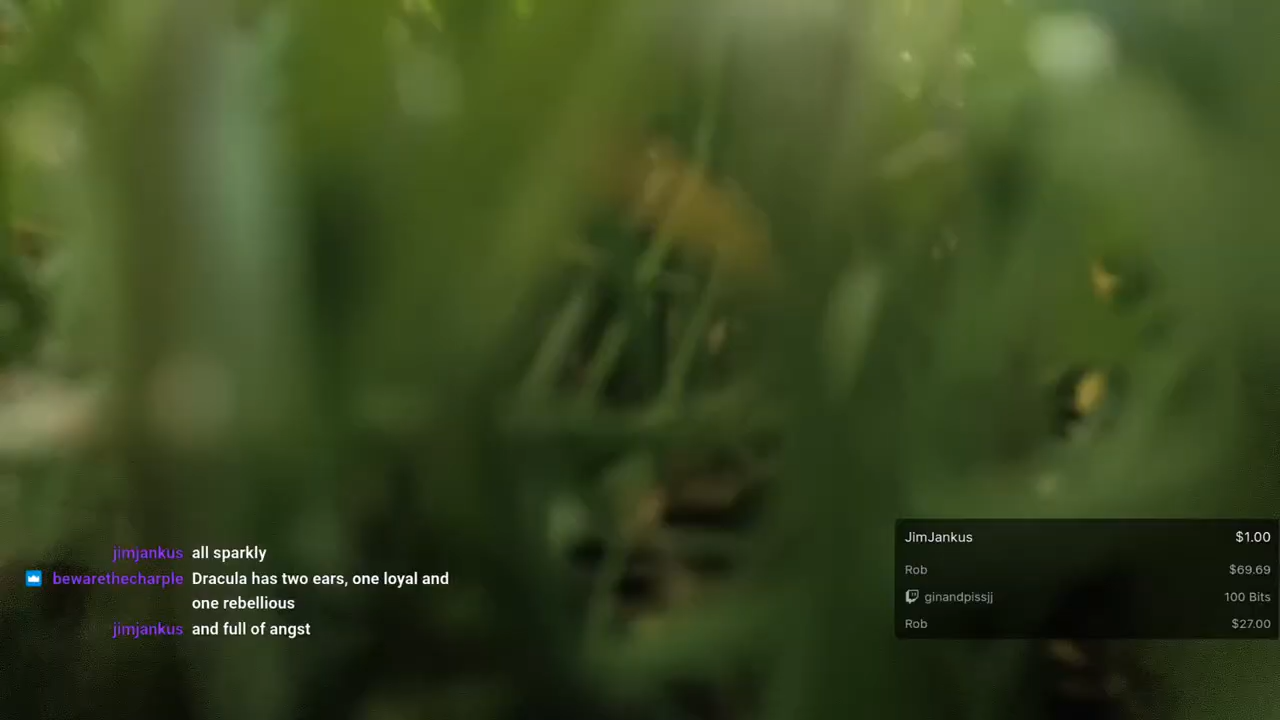 jimjankus all sparkly
bewarethecharple Dracula has two ears, one loyal and
one rebellious
jimjankus and full of angst
JimJankus $1.00
Rob $69.69
ginandpissjj 100 Bits
Rob $27.00